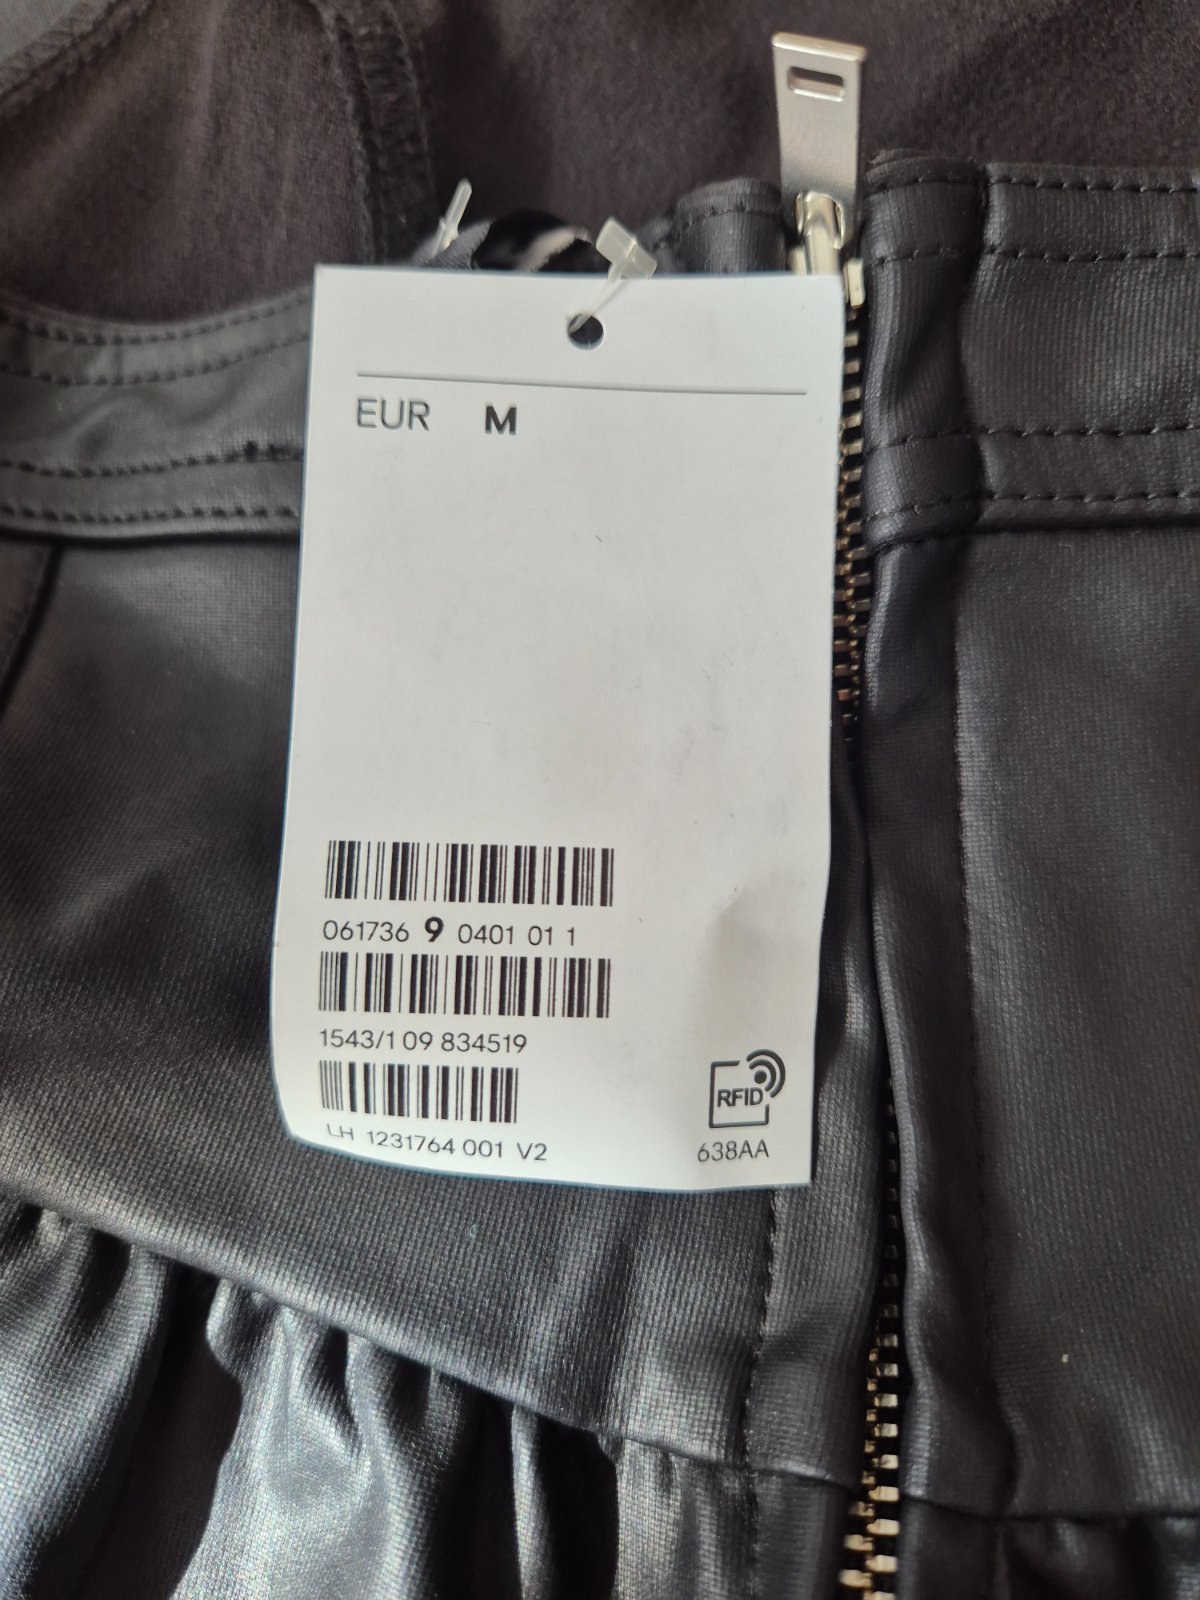 EUR M
061736 9 0401 01 1
1543/1 09 834519
LH 1231764 001 V2
RFID
638AA